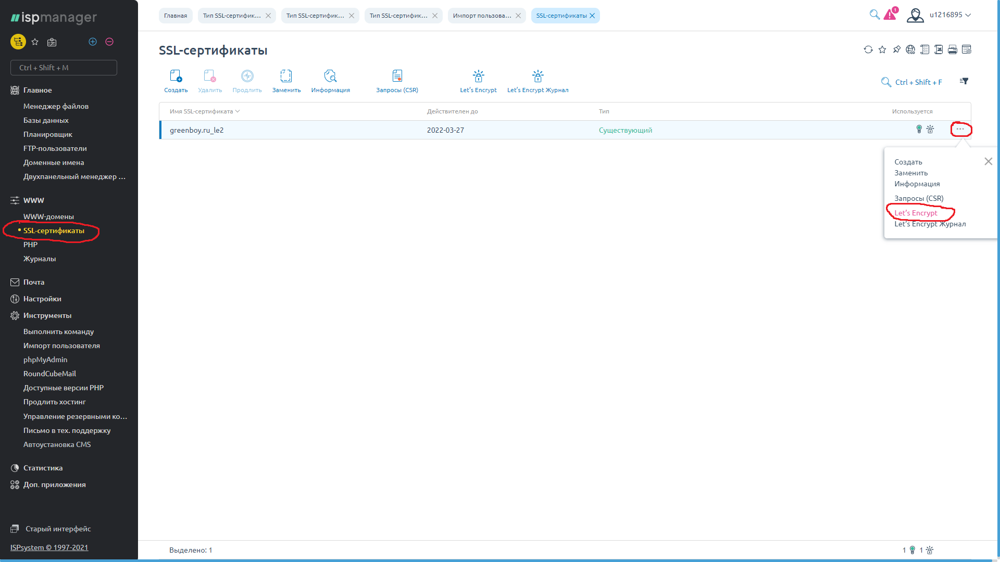 ispmanager
Ctrl + Shift + M
Главное
Менеджер файлов
Базы данных
Планировщик
FTP-пользователи
Доменные имена
Двухпанельный менеджер ...
WWW
WWW-домены
SSL-сертификаты
PHP
Журналы
Почта
Настройки
Инструменты
Выполнить команду
Импорт пользователя
phpMyAdmin
RoundCubeMail
Доступные версии PHP
Продлить хостинг
Управление резервными ко...
Письмо в тех. поддержку
Автоустановка CMS
Статистика
Доп. приложения
Старый интерфейс
ISPsystem © 1997-2021
Главная
Тип SSL-сертифик...
Тип SSL-сертифик...
Тип SSL-сертифик...
Импорт пользова...
SSL-сертификаты
1
u1216895
SSL-сертификаты
Создать
Удалить
Продлить
Заменить
Информация
Запросы (CSR)
Let's Encrypt
Let's Encrypt Журнал
Ctrl + Shift + F
Имя SSL-сертификата
Действителен до
Тип
Используется
greenboy.ru_le2
2022-03-27
Существующий
Создать
Заменить
Информация
Запросы (CSR)
Let's Encrypt
Let's Encrypt Журнал
Выделено: 1
1
1